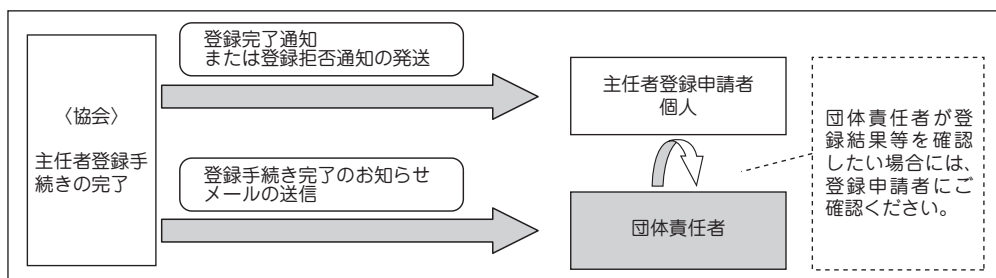 〈協会〉
主任者登録手
続きの完了
登録完了通知
または登録拒否通知の発送
登録手続き完了のお知らせ
メールの送信
主任者登録申請者
個人
団体責任者
団体責任者が登
録結果等を確認
したい場合には、
登録申請者にご
確認ください。